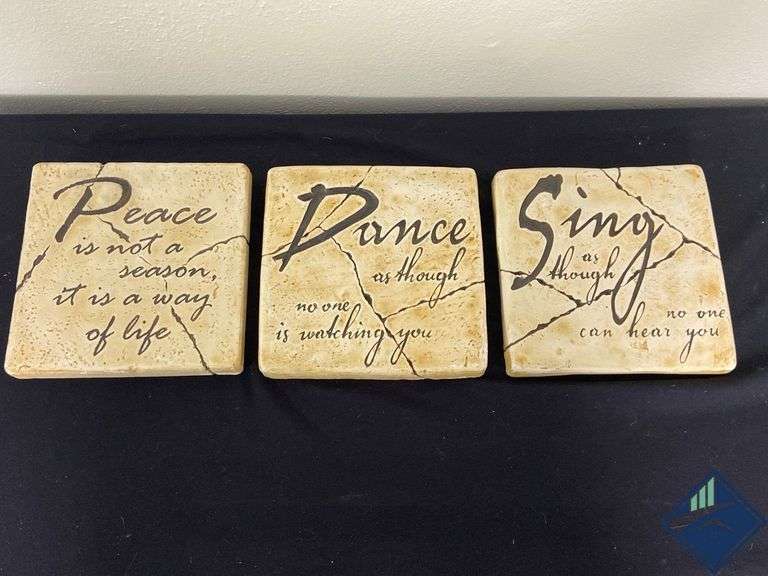 Peace
is not a
season,
it is a way
of life
Dance
as though
no one
is watching you
Sing
as
though
no one
can hear you